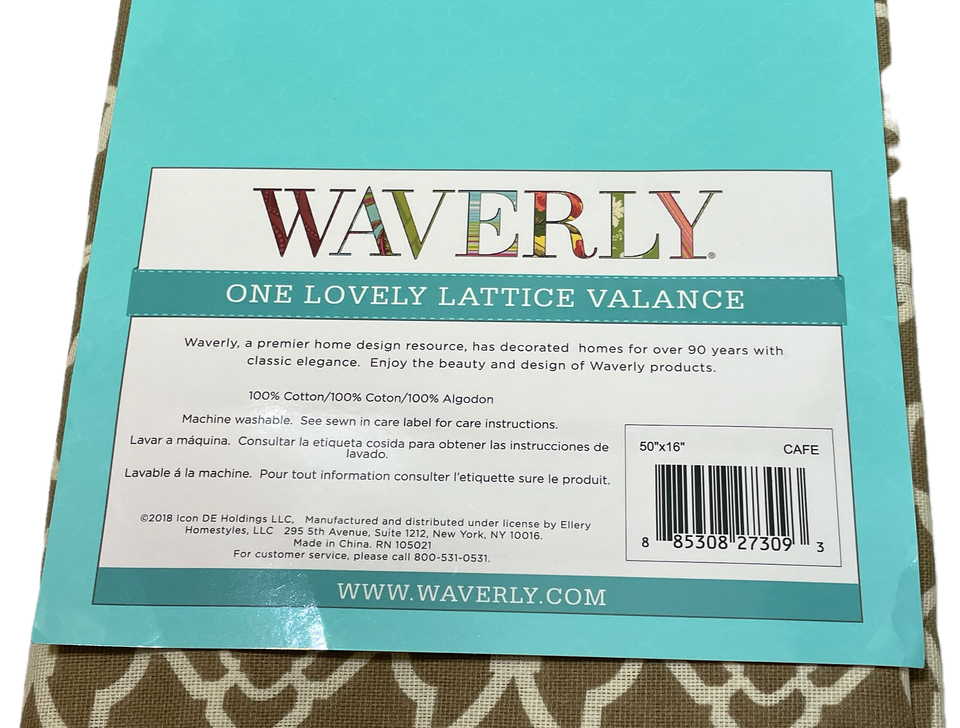 WAVERLY®
ONE LOVELY LATTICE VALANCE
Waverly, a premier home design resource, has decorated homes for over 90 years with
classic elegance. Enjoy the beauty and design of Waverly products.
100% Cotton/100% Coton/100% Algodon
Machine washable. See sewn in care label for care instructions.
Lavar a máquina. Consultar la etiqueta cosida para obtener las instrucciones de
lavado.
Lavable á la machine. Pour tout information consulter l'etiquette sure le produit.
©2018 Icon DE Holdings LLC, Manufactured and distributed under license by Ellery
Homestyles, LLC 295 5th Avenue, Suite 1212, New York, NY 10016.
Made in China. RN 105021
For customer service, please call 800-531-0531.
50"x16" CAFE
8 85308 27309 3
WWW.WAVERLY.COM